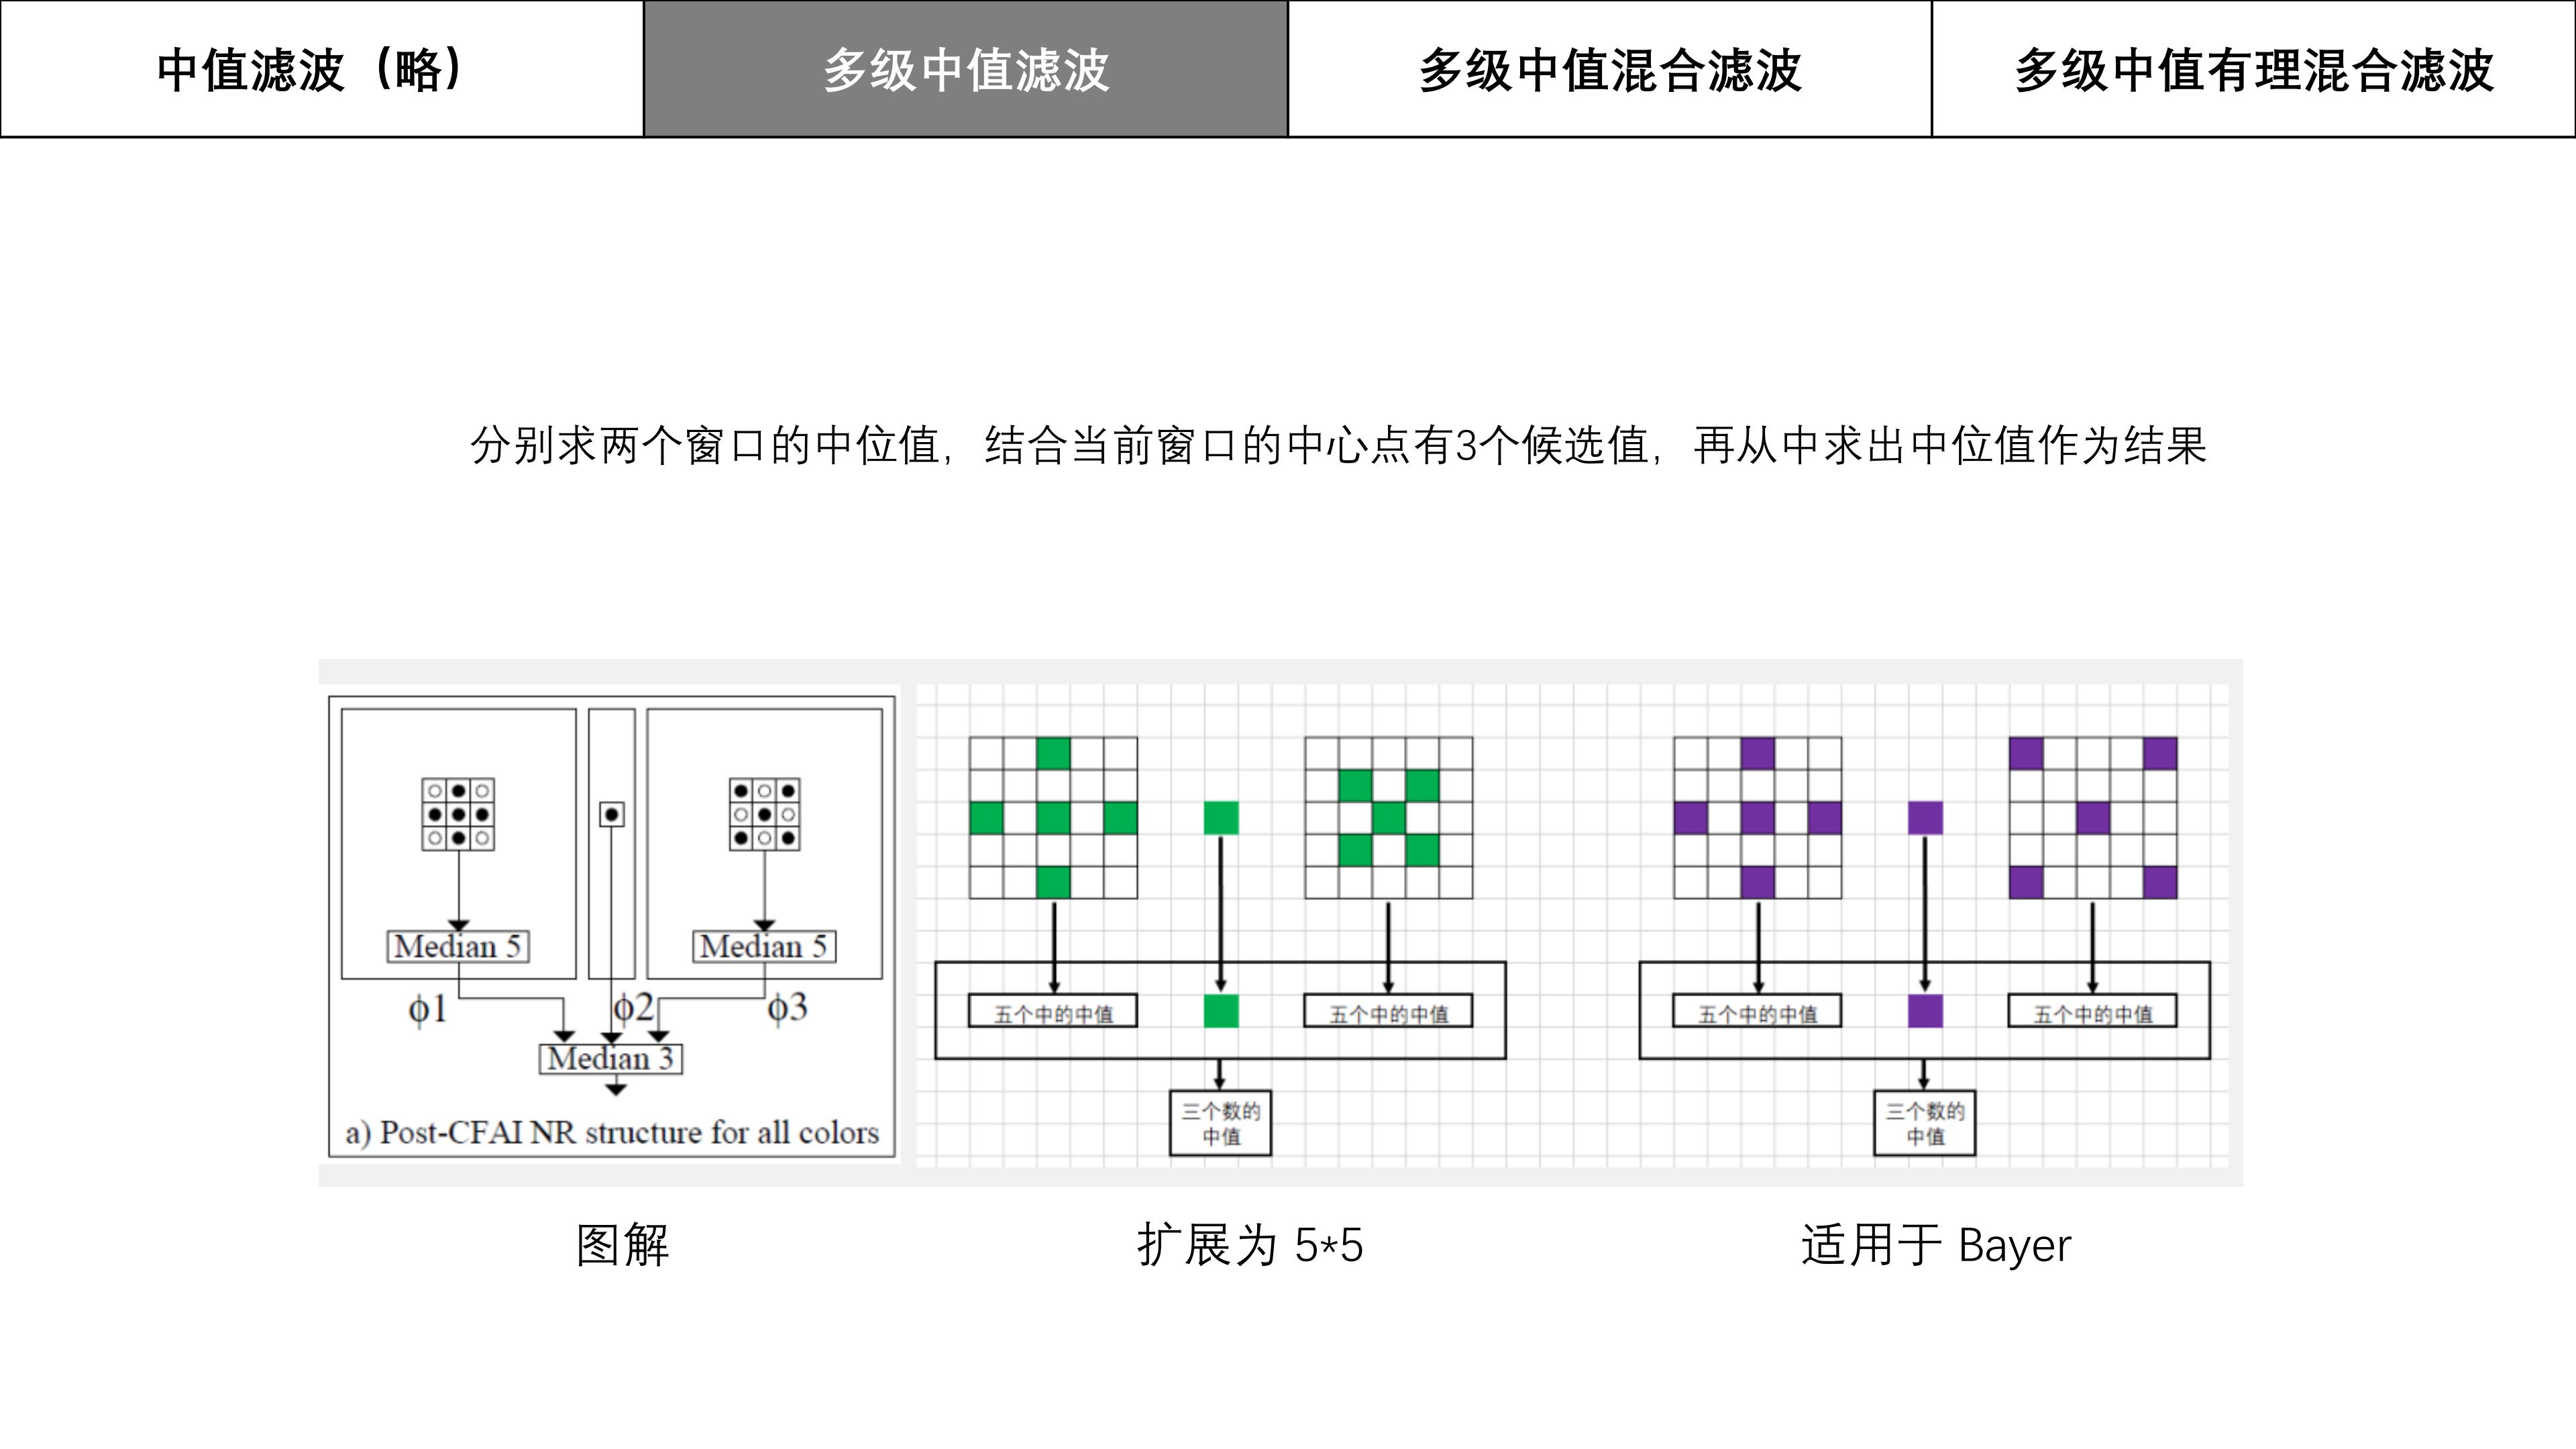 中值滤波（略）
多级中值滤波
多级中值混合滤波
多级中值有理混合滤波
分别求两个窗口的中位值，结合当前窗口的中心点有3个候选值，再从中求出中位值作为结果
Median 5
Median 5
ϕ1
ϕ2
ϕ3
Median 3
a) Post-CFAI NR structure for all colors
五个中的中值
五个中的中值
三个数的
中值
五个中的中值
五个中的中值
三个数的
中值
图解
扩展为 5*5
适用于 Bayer